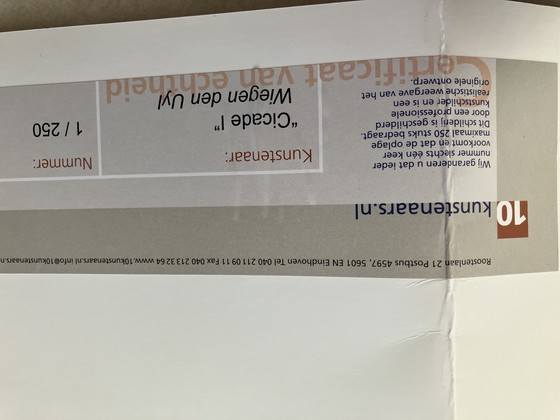 Roostenlaan 21 Postbus 4597, 5601 EN Eindhoven Tel 040 211 09 11 Fax 040 213 32 64 www.10kunstenaars.nl info@10kunstenaars.n
10 kunstenaars.nl
Wij garanderen u dat ieder
nummer slechts één keer
voorkomt en dat de oplage
maximaal 250 stuks bedraagt.
Dit schilderij is geschilderd
door een professionele
kunstschilder en is een
realistische weergave van het
originele ontwerp.
Kunstenaar:
"Cicade I"
Wiegen den Uyl
Nummer:
1 / 250
Certificaat van echtheid